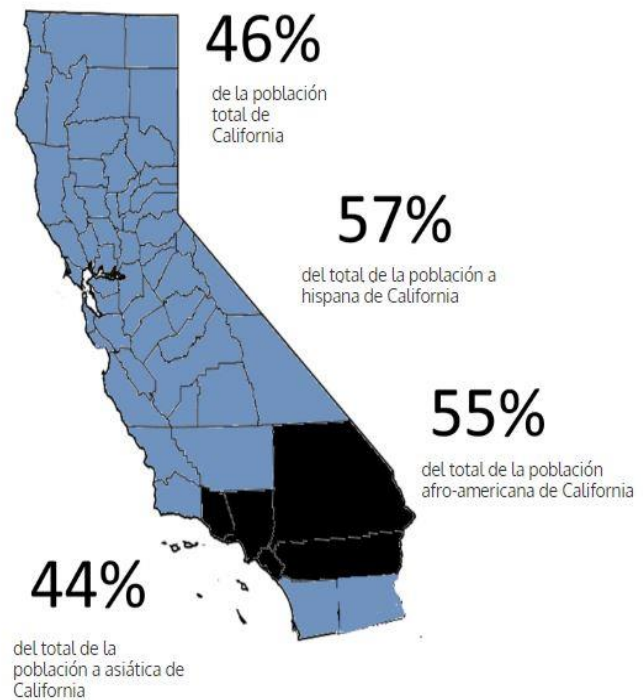 46%
de la población
total de
California
57%
del total de la población a
hispana de California
55%
del total de la población
afro-americana de California
44%
del total de la
población a asiática de
California